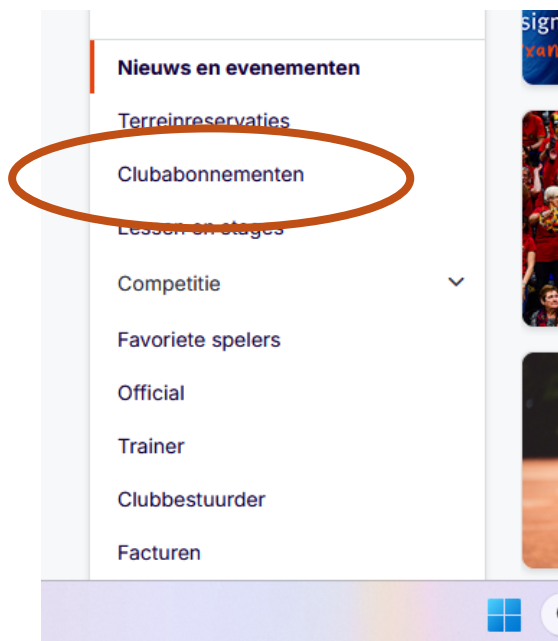 Nieuws en evenementen
Terreinreservaties
Clubabonnementen
Lessen en stages
Competitie
Favoriete spelers
Official
Trainer
Clubbestuurder
Facturen